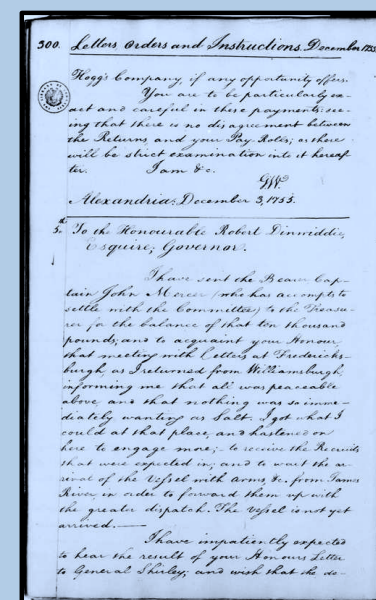 300. Letters, Orders and Instructions. December 1755.
Hogg's Company, if any opportunity offers.
You are to be particularly ex-
act and careful in these payments: see-
ing that there is no disagreement between
the Returns, and your Pay-Rolls; as there
will be strict examination into it hereaf-
ter. I am &c.
GW.
Alexandria; December 3, 1755.
5th To the Honourable Robert Dinwiddie,
Esquire; Governor.
I have sent the Bearer Cap-
tain John Mercer (who has accompts to
settle with the Committee) to the Treasu-
rer for the balance of that ten thousand
pounds; and to acquaint your Honour,
that meeting with Letters at Fredericks-
burgh, as I returned from Williamsburgh,
informing me that all was peaceable
above and that nothing was so imme-
diately wanting as Salt. I got what I
could at that place, and hastened on
here to engage more; to receive the Recruits
that were expected in; and to wait the ar-
rival of the Vessel with arms, &c. from James
River, in order to forward them up with
the greater dispatch. The Vessel is not yet
arrived.
I have impatiently expected
to hear the result of your Honours Letter
to General Shirley; and wish that the de-